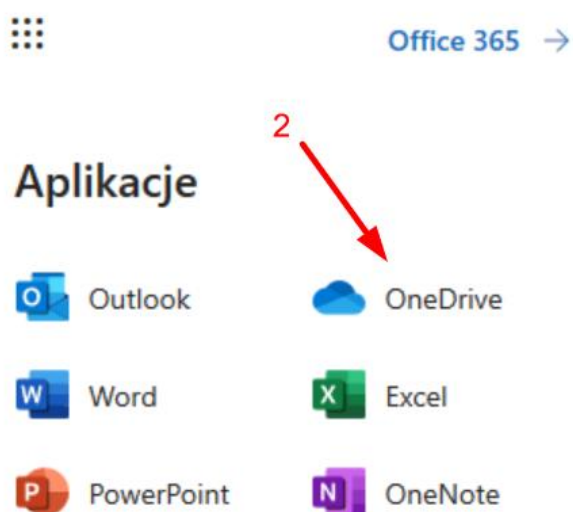 Office 365 →
2
Aplikacje
Outlook
OneDrive
Word
Excel
PowerPoint
OneNote